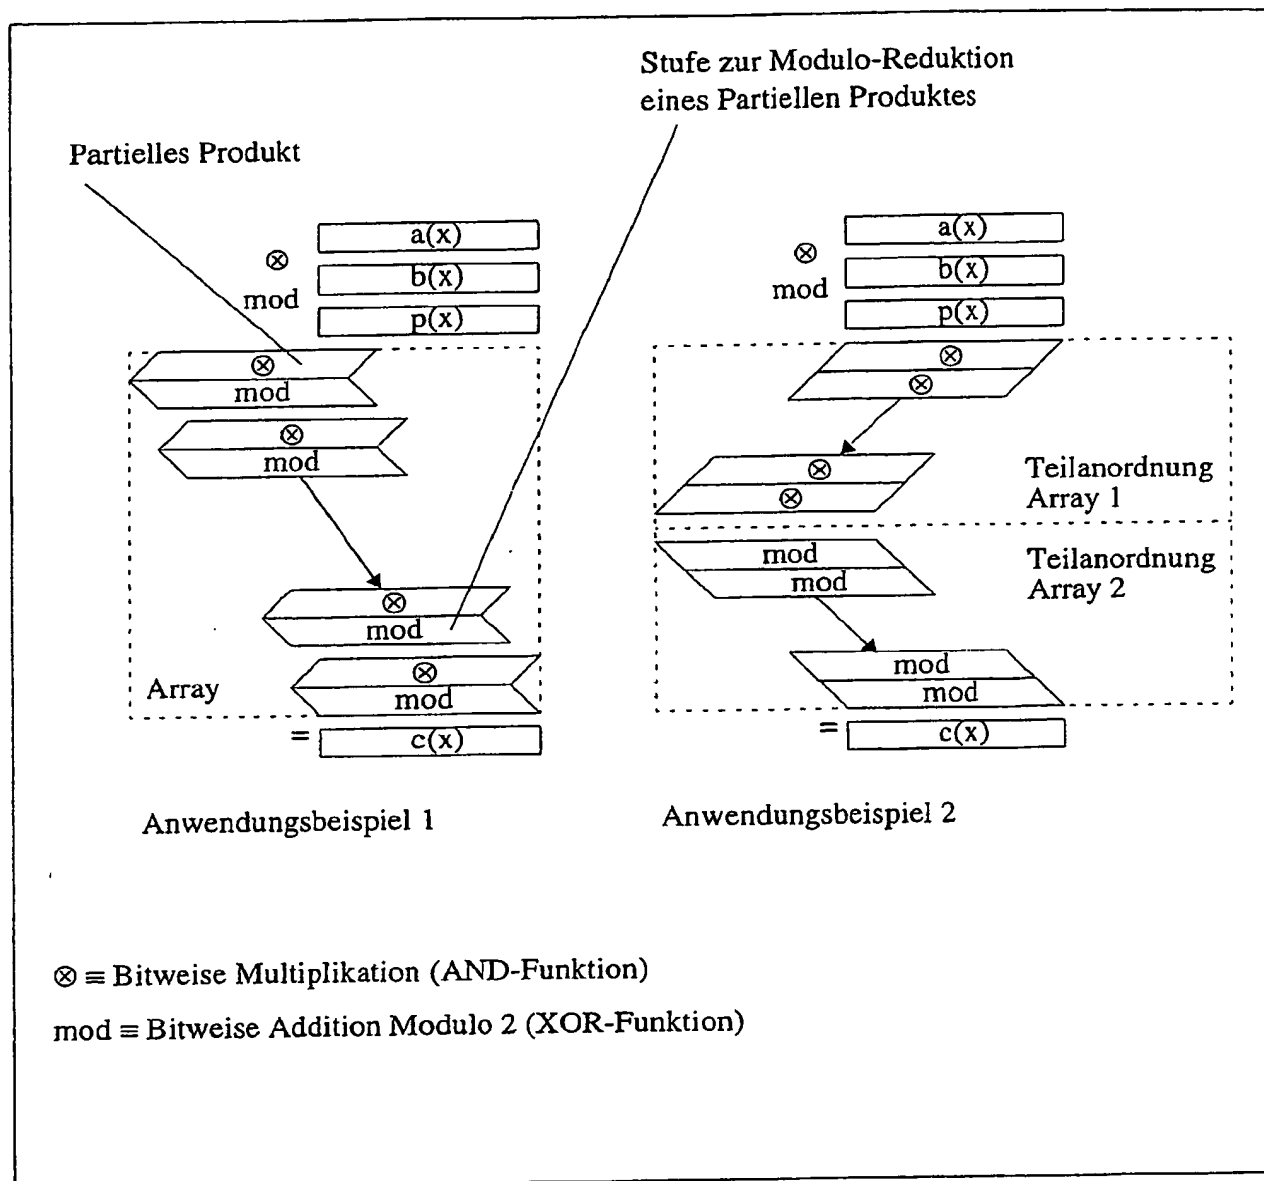 Stufe zur Modulo-Reduktion
eines Partiellen Produktes
Partielles Produkt
a(x)
⊗
b(x)
mod
p(x)
⊗
mod
⊗
mod
⊗
mod
⊗
mod
Array
= c(x)
Anwendungsbeispiel 1
a(x)
⊗
b(x)
mod
p(x)
⊗
⊗
⊗
⊗
Teilanordnung
Array 1
mod
mod
Teilanordnung
Array 2
mod
mod
= c(x)
Anwendungsbeispiel 2
⊗ ≡ Bitweise Multiplikation (AND-Funktion)
mod ≡ Bitweise Addition Modulo 2 (XOR-Funktion)